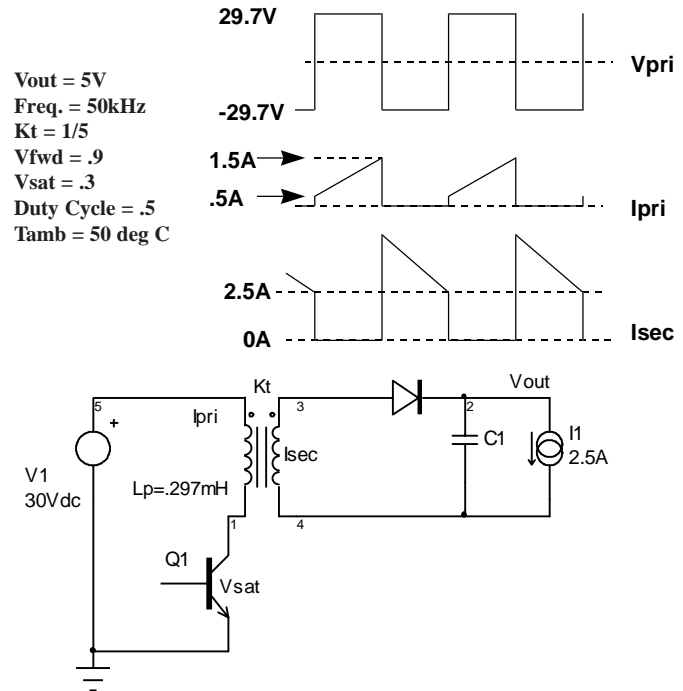 29.7V
Vpri
-29.7V
Vout = 5V
Freq. = 50kHz
Kt = 1/5
Vfwd = .9
Vsat = .3
Duty Cycle = .5
Tamb = 50 deg C
1.5A
.5A
Ipri
2.5A
0A
Isec
Kt
Vout
5
+
Ipri
3
2
Isec
C1
I1
2.5A
V1
30Vdc
Lp=.297mH
1
4
Q1
Vsat